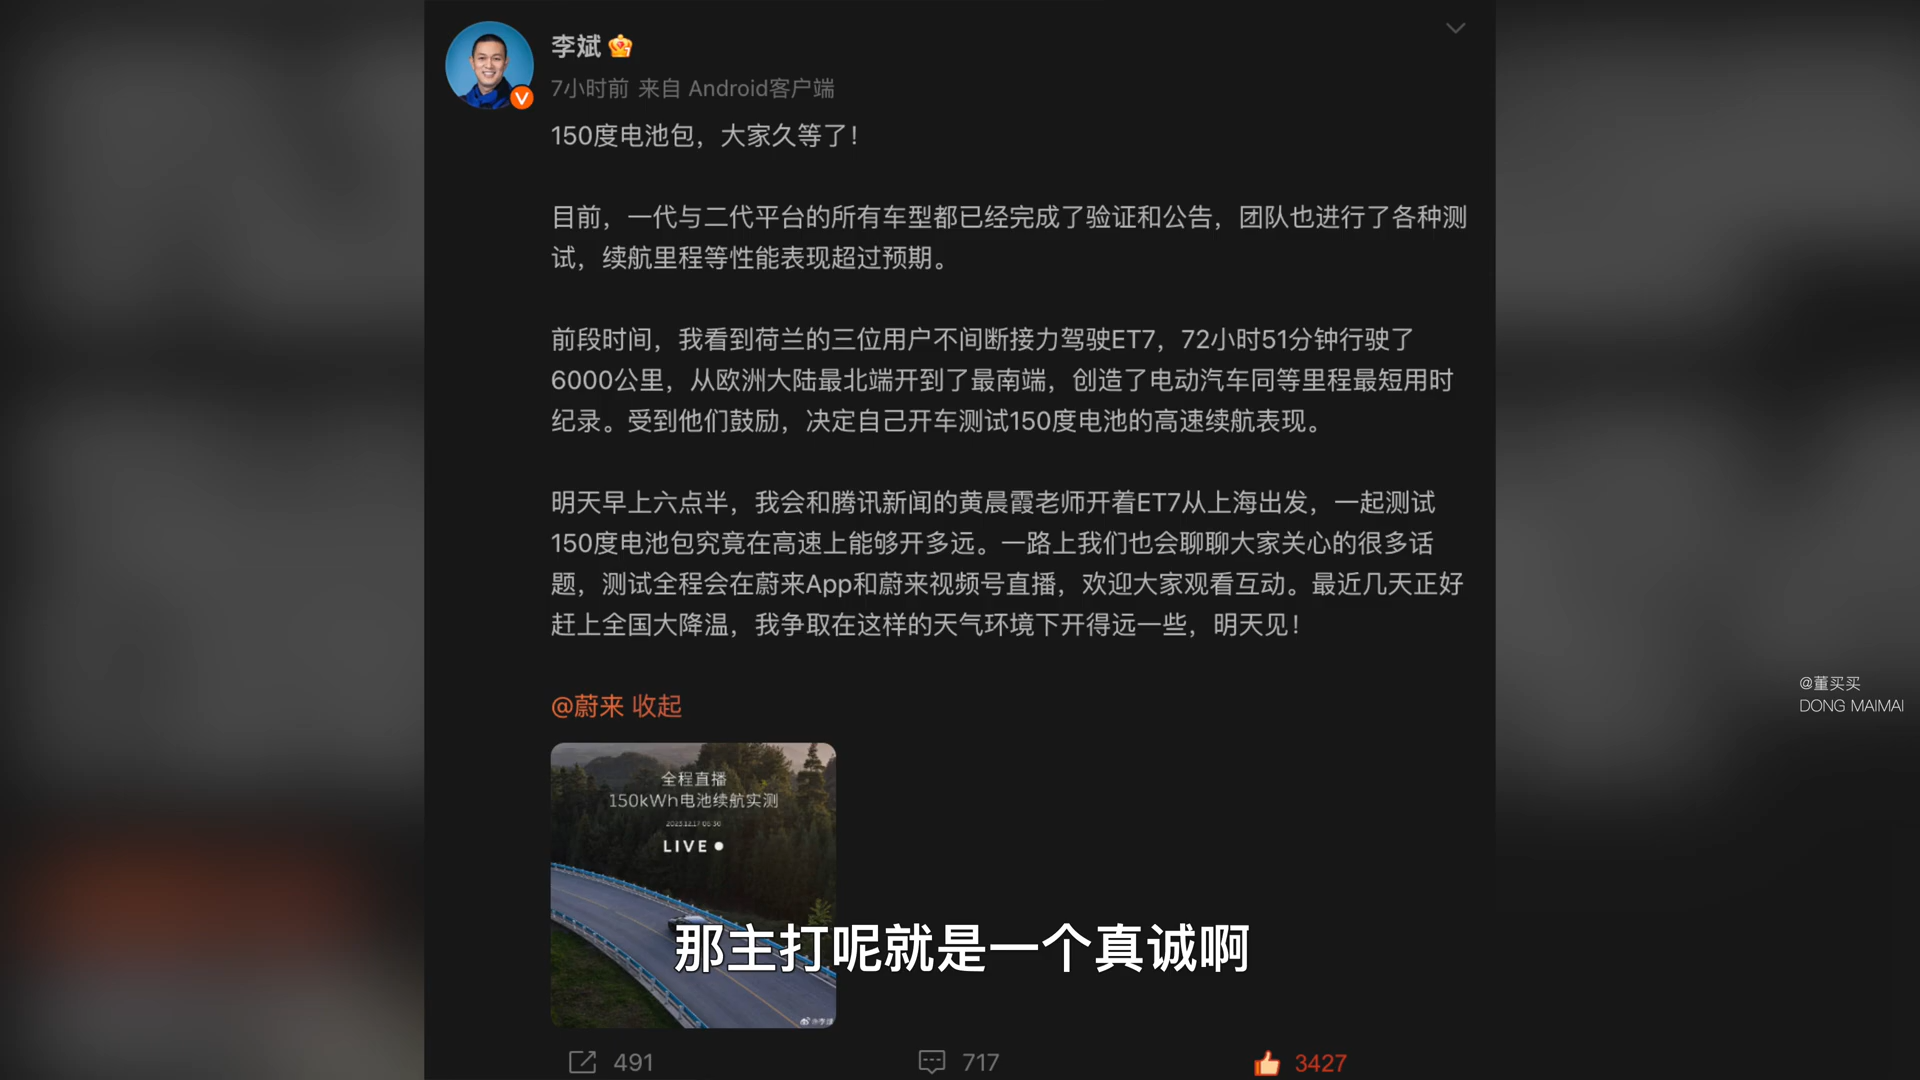 李斌
7小时前 来自 Android客户端
150度电池包，大家久等了！
目前，一代与二代平台的所有车型都已经完成了验证和公告，团队也进行了各种测
试，续航里程等性能表现超过预期。
前段时间，我看到荷兰的三位用户不间断接力驾驶ET7，72小时51分钟行驶了
6000公里，从欧洲大陆最北端开到了最南端，创造了电动汽车同等里程最短用时
纪录。受到他们鼓励，决定自己开车测试150度电池的高速续航表现。
明天早上六点半，我会和腾讯新闻的黄晨霞老师开着ET7从上海出发，一起测试
150度电池包究竟在高速上能够开多远。一路上我们也会聊聊大家关心的很多话
题，测试全程会在蔚来App和蔚来视频号直播，欢迎大家观看互动。最近几天正好
赶上全国大降温，我争取在这样的天气环境下开得远一些，明天见！
@蔚来 收起
全程直播
150kWh电池续航实测
2023.12.17 06:30
LIVE
那主打呢就是一个真诚啊
@李斌
491
717
3427
@董买买
DONG MAIMAI